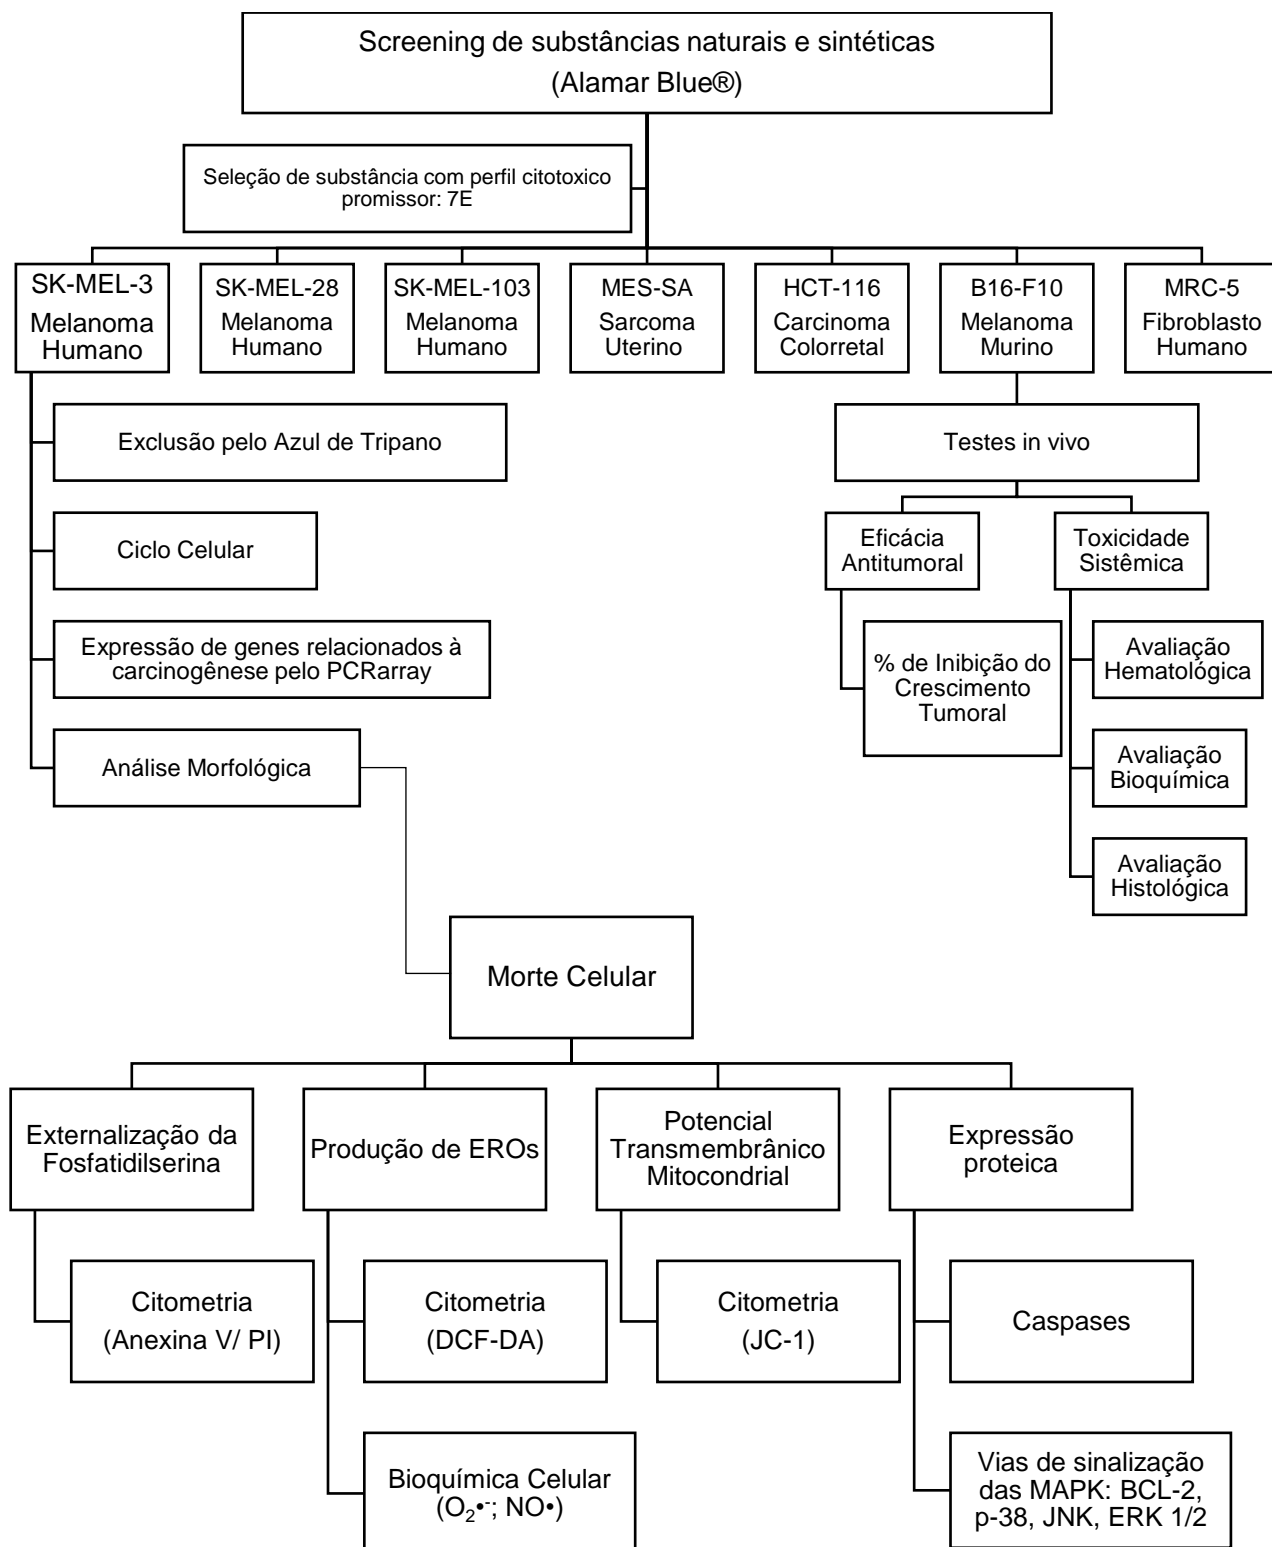 Screening de substâncias naturais e sintéticas
(Alamar Blue®)
Seleção de substância com perfil citotoxico
promissor: 7E
SK-MEL-3
Melanoma
Humano
SK-MEL-28
Melanoma
Humano
SK-MEL-103
Melanoma
Humano
MES-SA
Sarcoma
Uterino
HCT-116
Carcinoma
Colorretal
B16-F10
Melanoma
Murino
MRC-5
Fibroblasto
Humano
Exclusão pelo Azul de Tripano
Ciclo Celular
Expressão de genes relacionados à
carcinogênese pelo PCRarray
Análise Morfológica
Testes in vivo
Eficácia
Antitumoral
% de Inibição do
Crescimento
Tumoral
Toxicidade
Sistêmica
Avaliação
Hematológica
Avaliação
Bioquímica
Avaliação
Histológica
Morte Celular
Externalização da
Fosfatidilserina
Citometria
(Anexina V/ PI)
Produção de EROs
Citometria
(DCF-DA)
Bioquímica Celular
(O₂•⁻; NO•)
Potencial
Transmembrânico
Mitocondrial
Citometria
(JC-1)
Expressão
proteica
Caspases
Vias de sinalização
das MAPK: BCL-2,
p-38, JNK, ERK 1/2